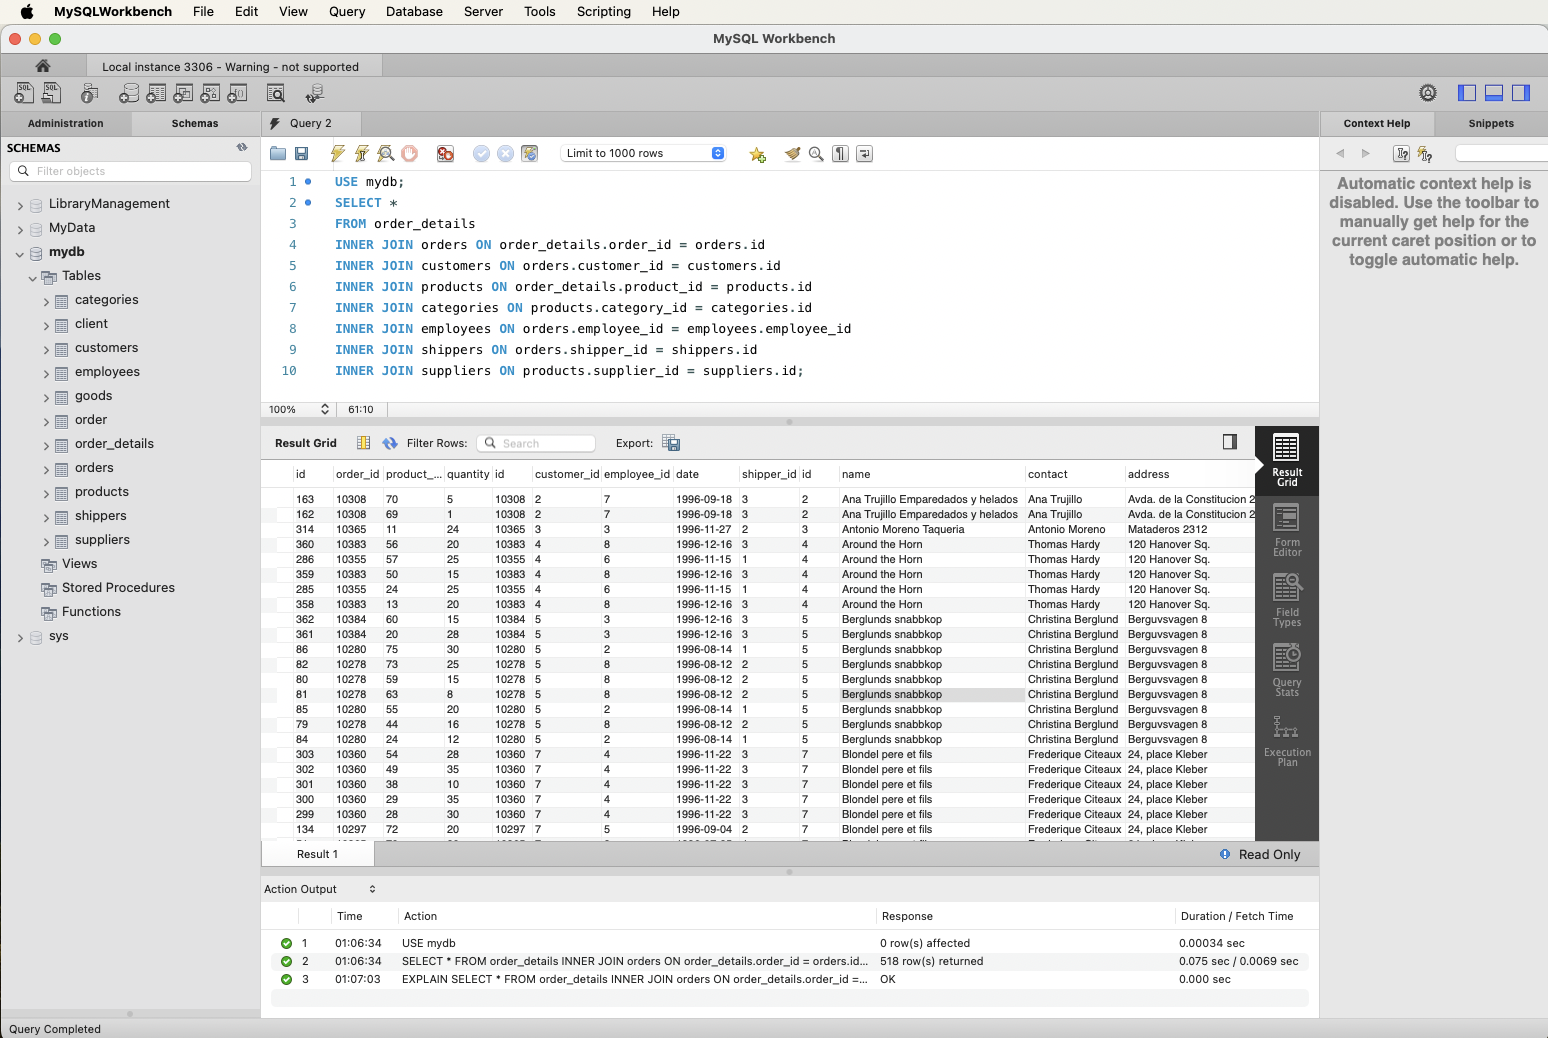 MySQLWorkbench File Edit View Query Database Server Tools Scripting Help
MySQL Workbench
Local instance 3306 - Warning - not supported
Administration Schemas Query 2 Context Help Snippets
SCHEMAS
Filter objects
LibraryManagement
MyData
mydb
Tables
categories
client
customers
employees
goods
order
order_details
orders
products
shippers
suppliers
Views
Stored Procedures
Functions
sys
Limit to 1000 rows
1 USE mydb;
2 SELECT *
3 FROM order_details
4 INNER JOIN orders ON order_details.order_id = orders.id
5 INNER JOIN customers ON orders.customer_id = customers.id
6 INNER JOIN products ON order_details.product_id = products.id
7 INNER JOIN categories ON products.category_id = categories.id
8 INNER JOIN employees ON orders.employee_id = employees.employee_id
9 INNER JOIN shippers ON orders.shipper_id = shippers.id
10 INNER JOIN suppliers ON products.supplier_id = suppliers.id;
100% 61:10
Automatic context help is
disabled. Use the toolbar to
manually get help for the
current caret position or to
toggle automatic help.
Result Grid Filter Rows: Search Export:
id order_id product_... quantity id customer_id employee_id date shipper_id id name contact address
163 10308 70 5 10308 2 7 1996-09-18 3 2 Ana Trujillo Emparedados y helados Ana Trujillo Avda. de la Constitucion 2
162 10308 69 1 10308 2 7 1996-09-18 3 2 Ana Trujillo Emparedados y helados Ana Trujillo Avda. de la Constitucion 2
314 10365 11 24 10365 3 3 1996-11-27 2 3 Antonio Moreno Taqueria Antonio Moreno Mataderos 2312
360 10383 56 20 10383 4 8 1996-12-16 3 4 Around the Horn Thomas Hardy 120 Hanover Sq.
286 10355 57 25 10355 4 6 1996-11-15 1 4 Around the Horn Thomas Hardy 120 Hanover Sq.
359 10383 50 15 10383 4 8 1996-12-16 3 4 Around the Horn Thomas Hardy 120 Hanover Sq.
285 10355 24 25 10355 4 6 1996-11-15 1 4 Around the Horn Thomas Hardy 120 Hanover Sq.
358 10383 13 20 10383 4 8 1996-12-16 3 4 Around the Horn Thomas Hardy 120 Hanover Sq.
362 10384 60 15 10384 5 3 1996-12-16 3 5 Berglunds snabbkop Christina Berglund Berguvsvagen 8
361 10384 20 28 10384 5 3 1996-12-16 3 5 Berglunds snabbkop Christina Berglund Berguvsvagen 8
86 10280 75 30 10280 5 2 1996-08-14 1 5 Berglunds snabbkop Christina Berglund Berguvsvagen 8
82 10278 73 25 10278 5 8 1996-08-12 2 5 Berglunds snabbkop Christina Berglund Berguvsvagen 8
80 10278 59 15 10278 5 8 1996-08-12 2 5 Berglunds snabbkop Christina Berglund Berguvsvagen 8
81 10278 63 8 10278 5 8 1996-08-12 2 5 Berglunds snabbkop Christina Berglund Berguvsvagen 8
85 10280 55 20 10280 5 2 1996-08-14 1 5 Berglunds snabbkop Christina Berglund Berguvsvagen 8
79 10278 44 16 10278 5 8 1996-08-12 2 5 Berglunds snabbkop Christina Berglund Berguvsvagen 8
84 10280 24 12 10280 5 2 1996-08-14 1 5 Berglunds snabbkop Christina Berglund Berguvsvagen 8
303 10360 54 28 10360 7 4 1996-11-22 3 7 Blondel pere et fils Frederique Citeaux 24, place Kleber
302 10360 49 35 10360 7 4 1996-11-22 3 7 Blondel pere et fils Frederique Citeaux 24, place Kleber
301 10360 38 10 10360 7 4 1996-11-22 3 7 Blondel pere et fils Frederique Citeaux 24, place Kleber
300 10360 29 35 10360 7 4 1996-11-22 3 7 Blondel pere et fils Frederique Citeaux 24, place Kleber
299 10360 28 30 10360 7 4 1996-11-22 3 7 Blondel pere et fils Frederique Citeaux 24, place Kleber
134 10297 72 20 10297 7 5 1996-09-04 2 7 Blondel pere et fils Frederique Citeaux 24, place Kleber
Result
Grid
Form
Editor
Field
Types
Query
Stats
Execution
Plan
Result 1 Read Only
Action Output
Time Action Response Duration / Fetch Time
1 01:06:34 USE mydb 0 row(s) affected 0.00034 sec
2 01:06:34 SELECT * FROM order_details INNER JOIN orders ON order_details.order_id = orders.id... 518 row(s) returned 0.075 sec / 0.0069 sec
3 01:07:03 EXPLAIN SELECT * FROM order_details INNER JOIN orders ON order_details.order_id =... OK 0.000 sec
Query Completed